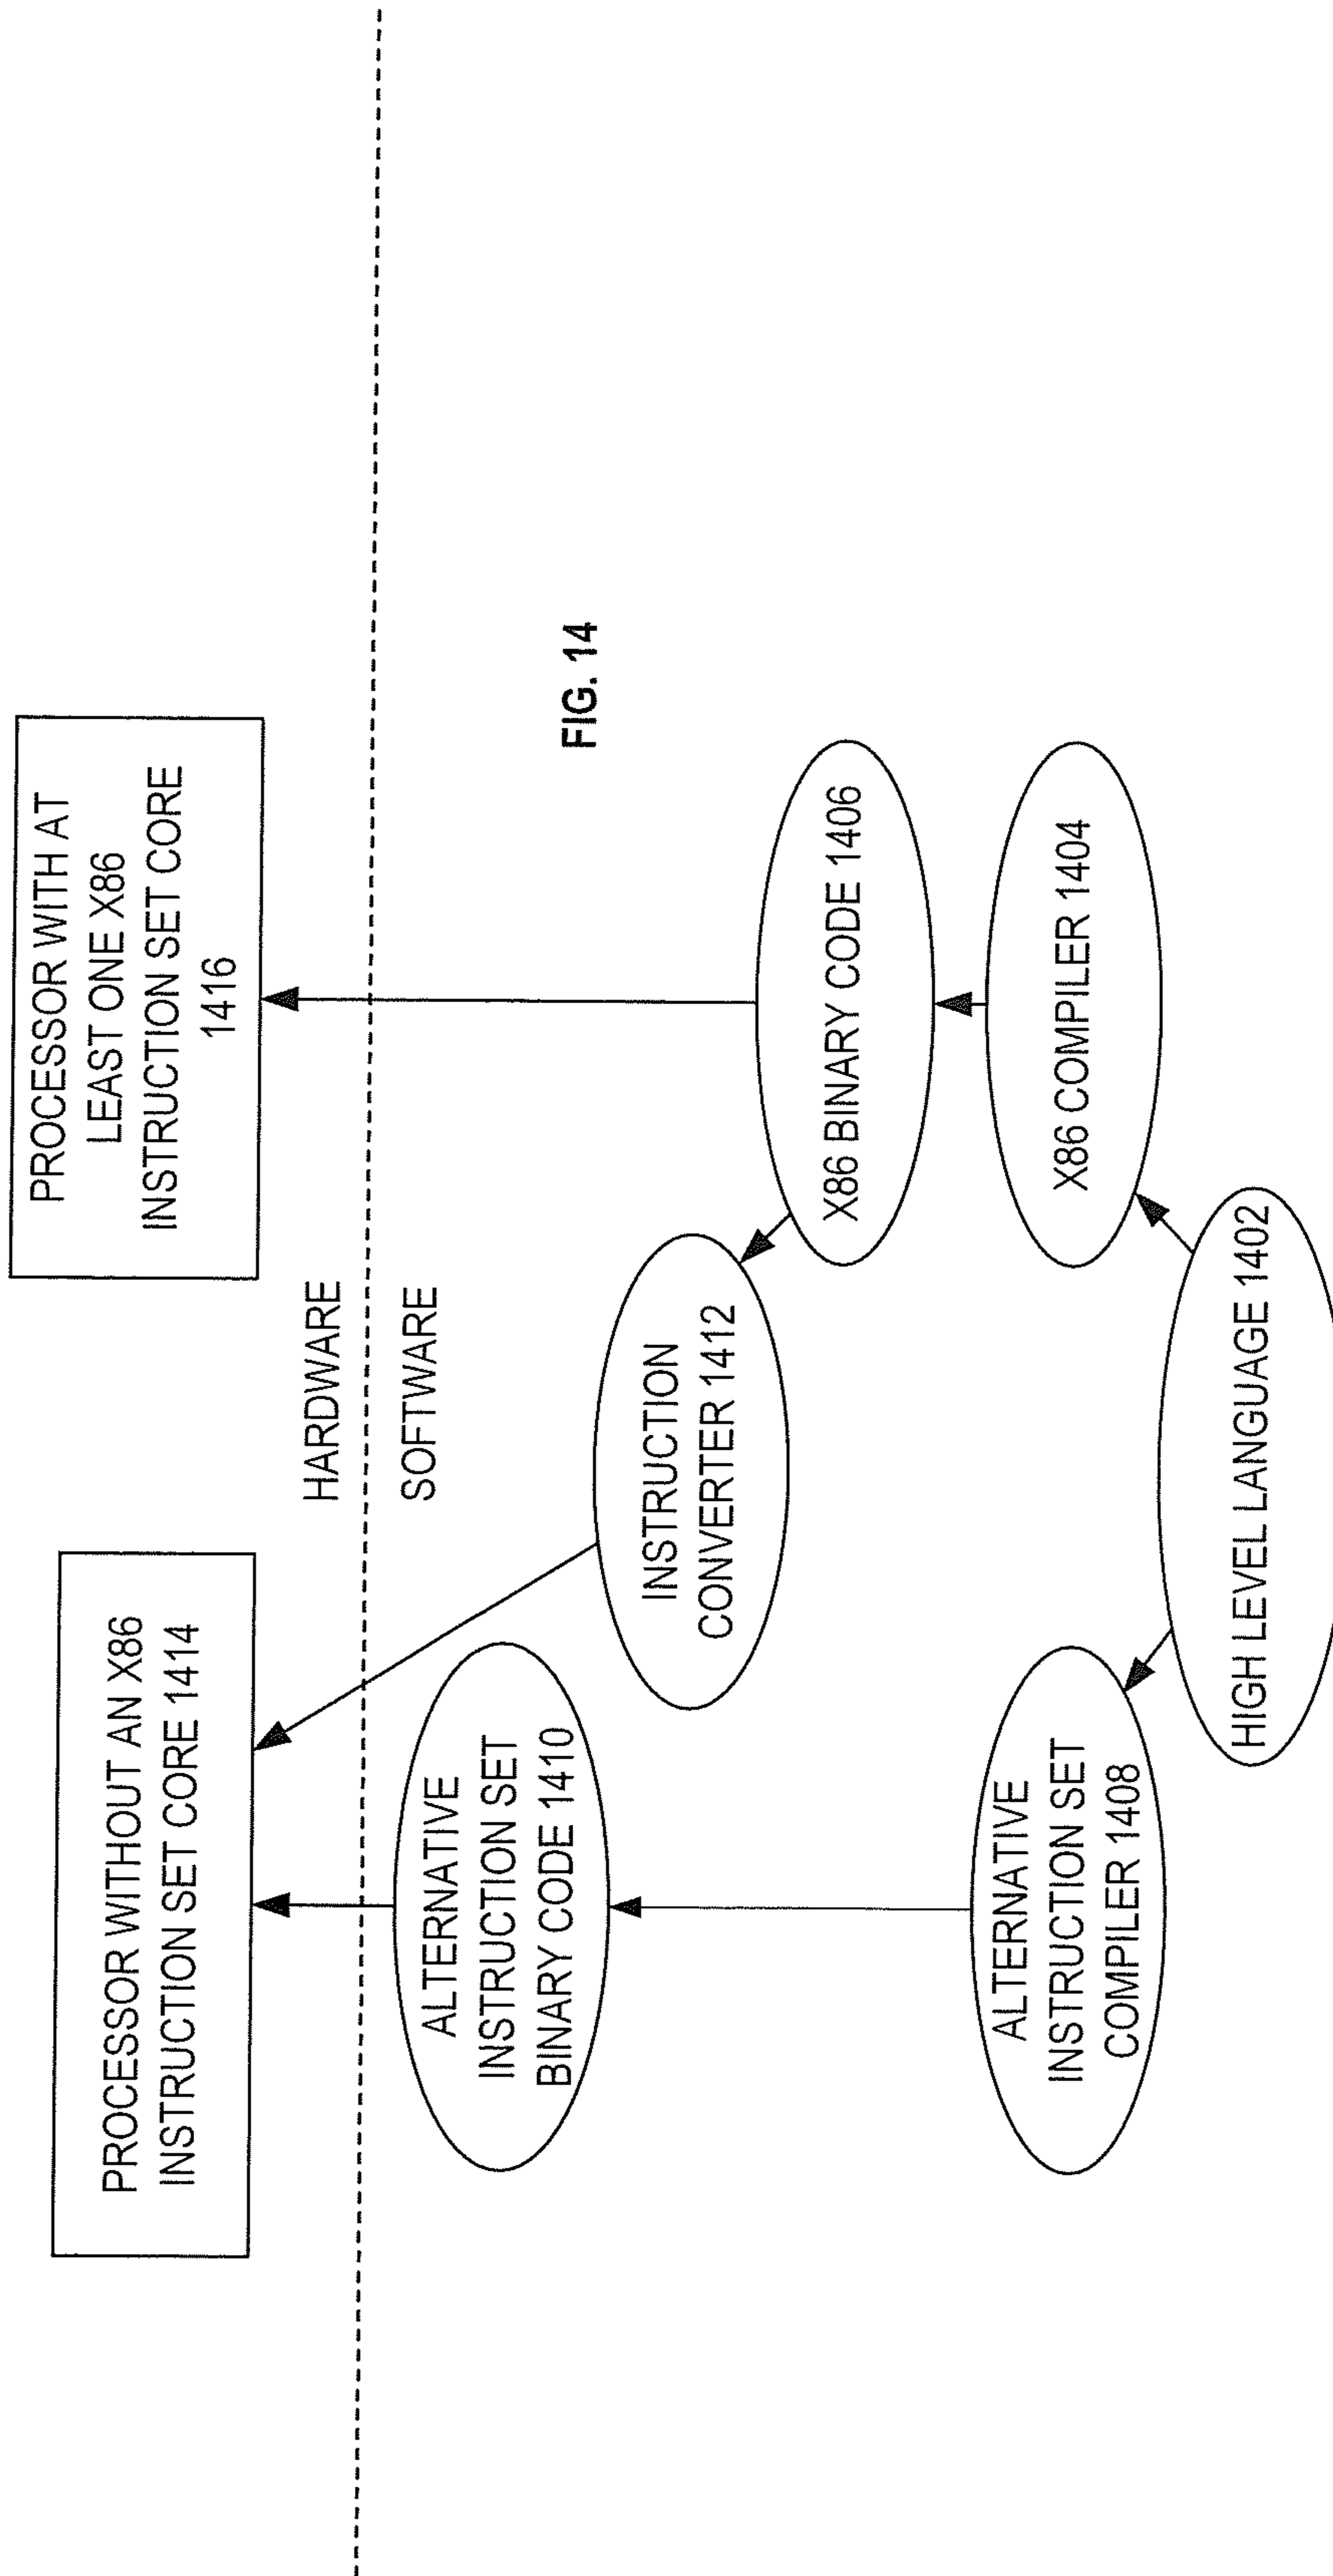 PROCESSOR WITHOUT AN X86
INSTRUCTION SET CORE 1414
PROCESSOR WITH AT
LEAST ONE X86
INSTRUCTION SET CORE
1416
HARDWARE
SOFTWARE
ALTERNATIVE
INSTRUCTION SET
BINARY CODE 1410
INSTRUCTION
CONVERTER 1412
FIG. 14
X86 BINARY CODE 1406
ALTERNATIVE
INSTRUCTION SET
COMPILER 1408
X86 COMPILER 1404
HIGH LEVEL LANGUAGE 1402